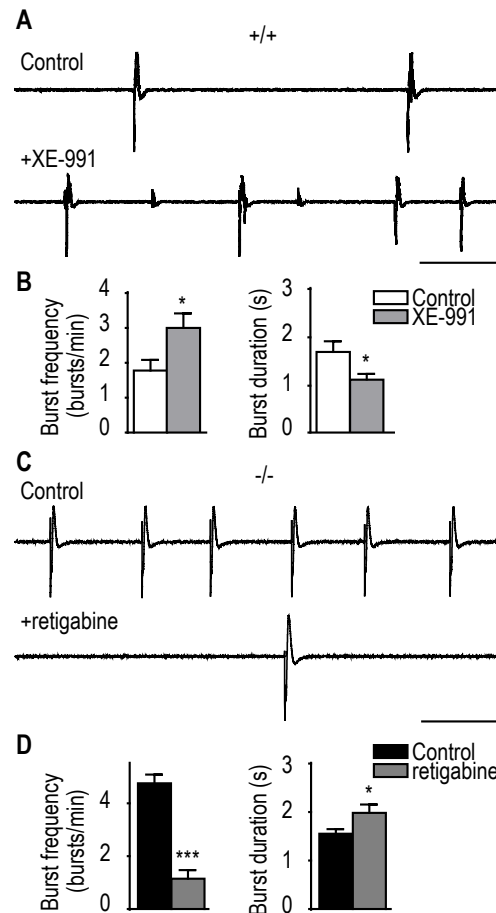 A
+/+
Control
+XE-991
B
Burst frequency
(bursts/min)
4
3
2
1
0
*
Burst duration (s)
3
2
1
0
*
Control
XE-991
C
-/-
Control
+retigabine
D
Burst frequency
(bursts/min)
4
2
0
***
Burst duration (s)
3
2
1
0
*
Control
retigabine